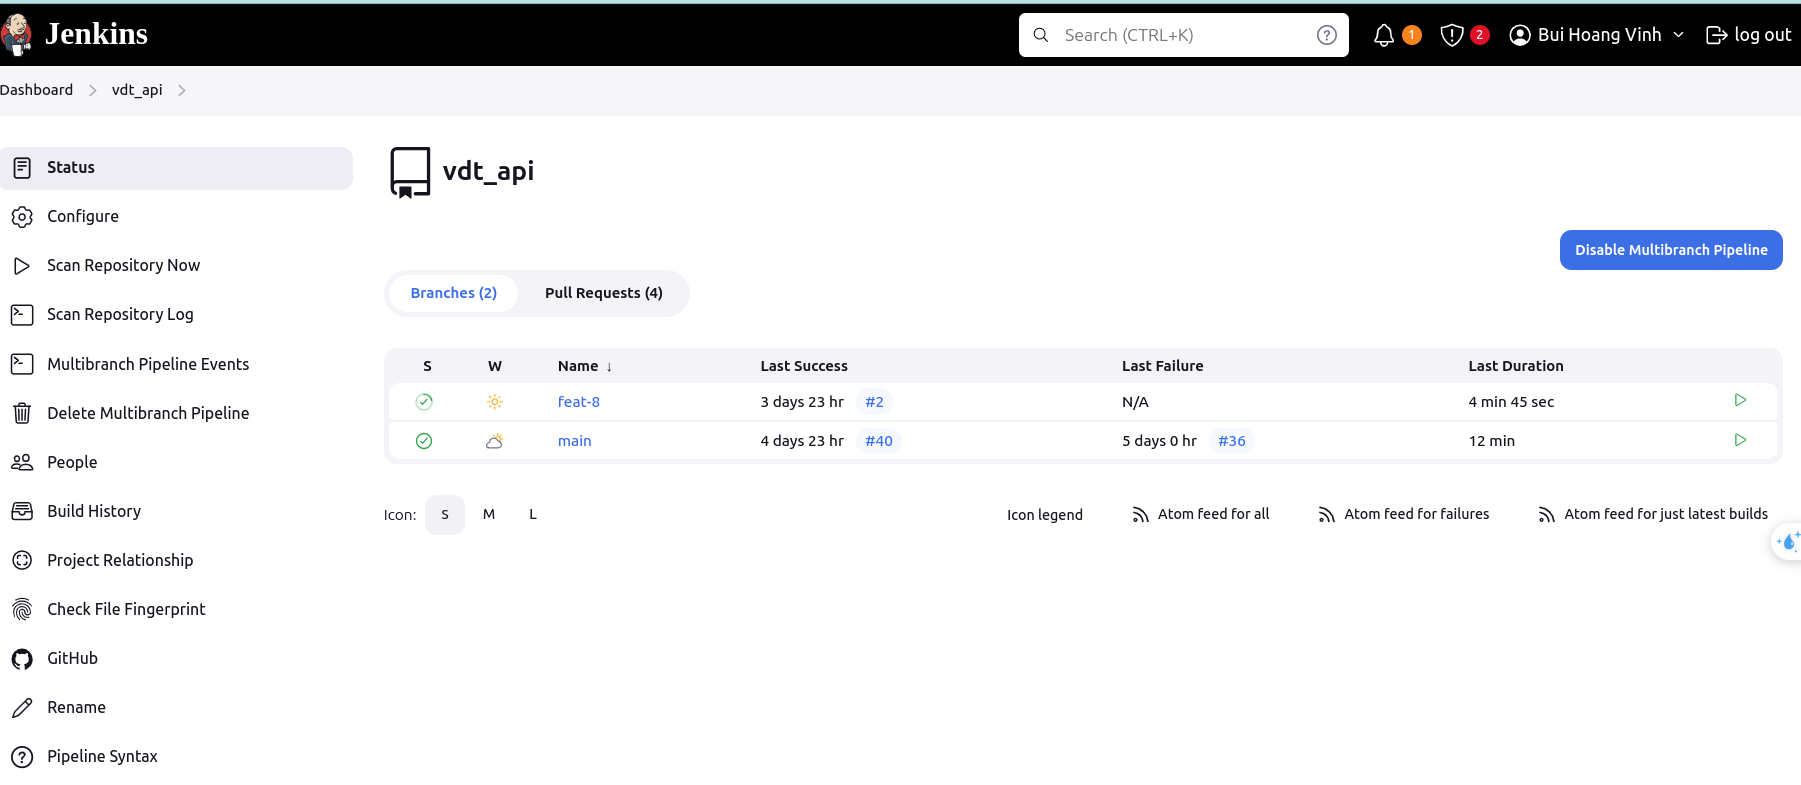 Jenkins
Search (CTRL+K)
1
2
Bui Hoang Vinh
log out
Dashboard
vdt_api
Status
Configure
Scan Repository Now
Scan Repository Log
Multibranch Pipeline Events
Delete Multibranch Pipeline
People
Build History
Project Relationship
Check File Fingerprint
GitHub
Rename
Pipeline Syntax
vdt_api
Disable Multibranch Pipeline
Branches (2) Pull Requests (4)
S W Name ↓ Last Success Last Failure Last Duration
feat-8 3 days 23 hr #2 N/A 4 min 45 sec
main 4 days 23 hr #40 5 days 0 hr #36 12 min
Icon: S M L
Icon legend
Atom feed for all
Atom feed for failures
Atom feed for just latest builds